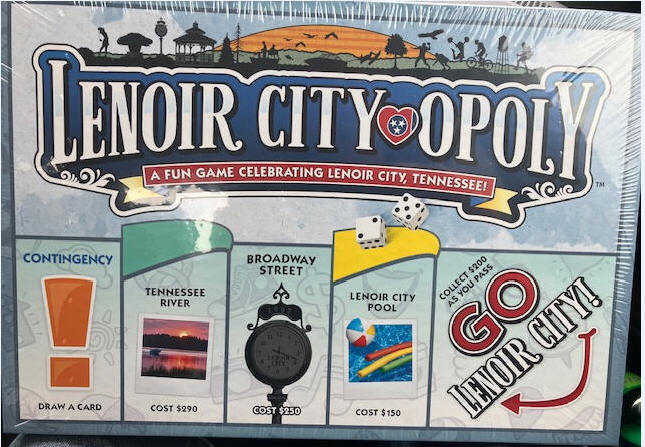 LENOIR CITY OPOLY
™
A FUN GAME CELEBRATING LENOIR CITY, TENNESSEE!
CONTINGENCY
DRAW A CARD
TENNESSEE
RIVER
COST $290
BROADWAY
STREET
COST $250
LENOIR CITY
POOL
COST $150
COLLECT $200
AS YOU PASS
GO
LENOIR CITY!